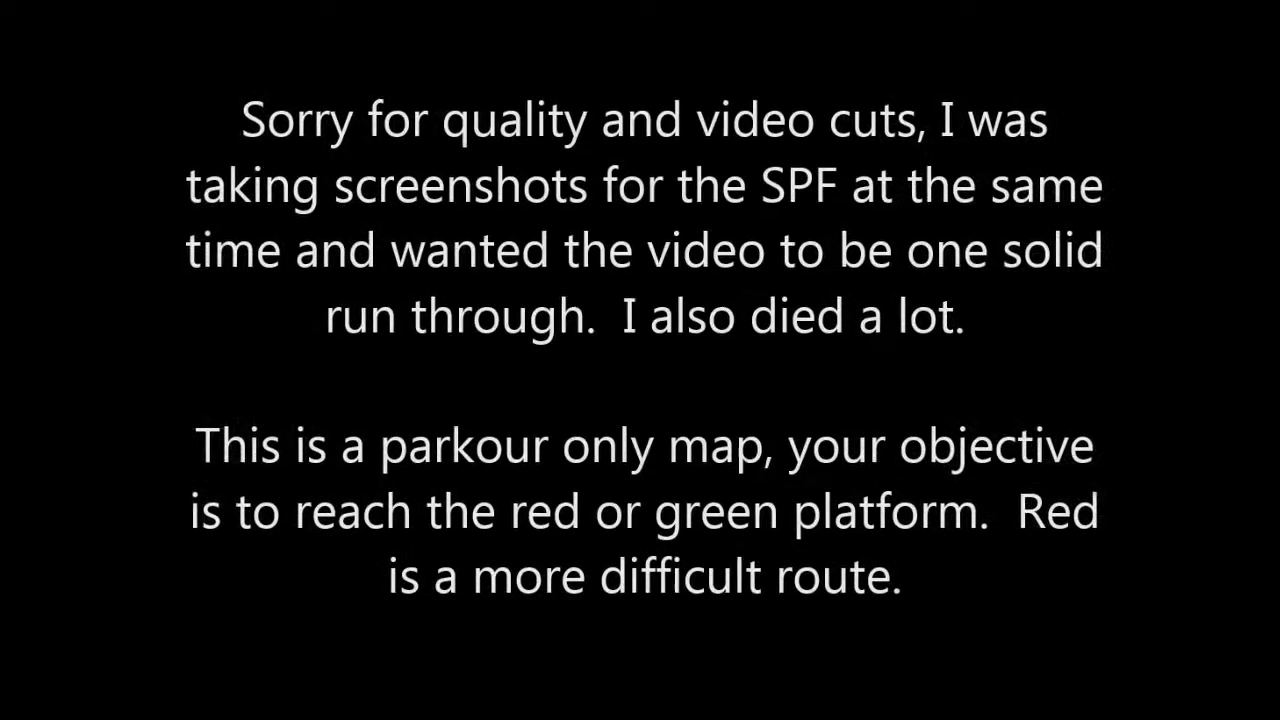 Sorry for quality and video cuts, I was
taking screenshots for the SPF at the same
time and wanted the video to be one solid
run through.  I also died a lot.
This is a parkour only map, your objective
is to reach the red or green platform.  Red
is a more difficult route.